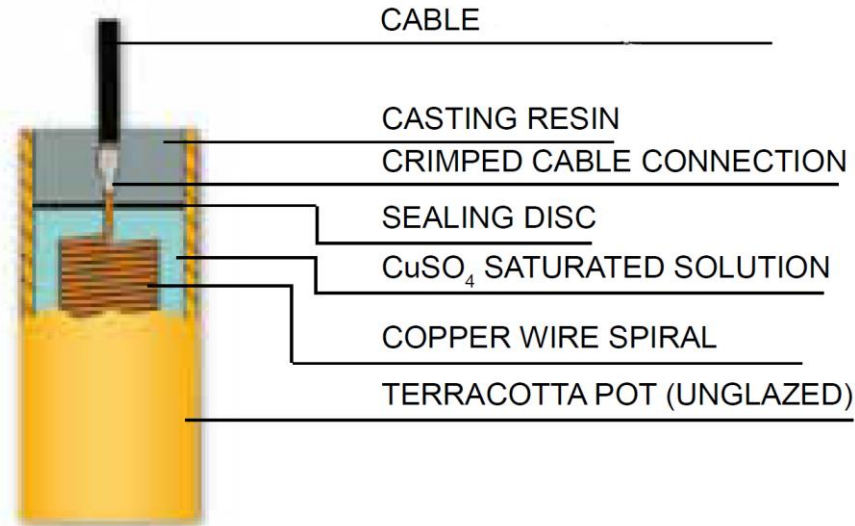 CABLE
CASTING RESIN
CRIMPED CABLE CONNECTION
SEALING DISC
CuSO₄ SATURATED SOLUTION
COPPER WIRE SPIRAL
TERRACOTTA POT (UNGLAZED)